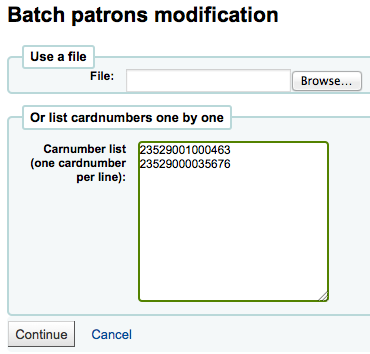 Batch patrons modification
Use a file
File:
Browse...
Or list cardnumbers one by one
Carnumber list
(one cardnumber
per line):
23529001000463
23529000035676
Continue
Cancel